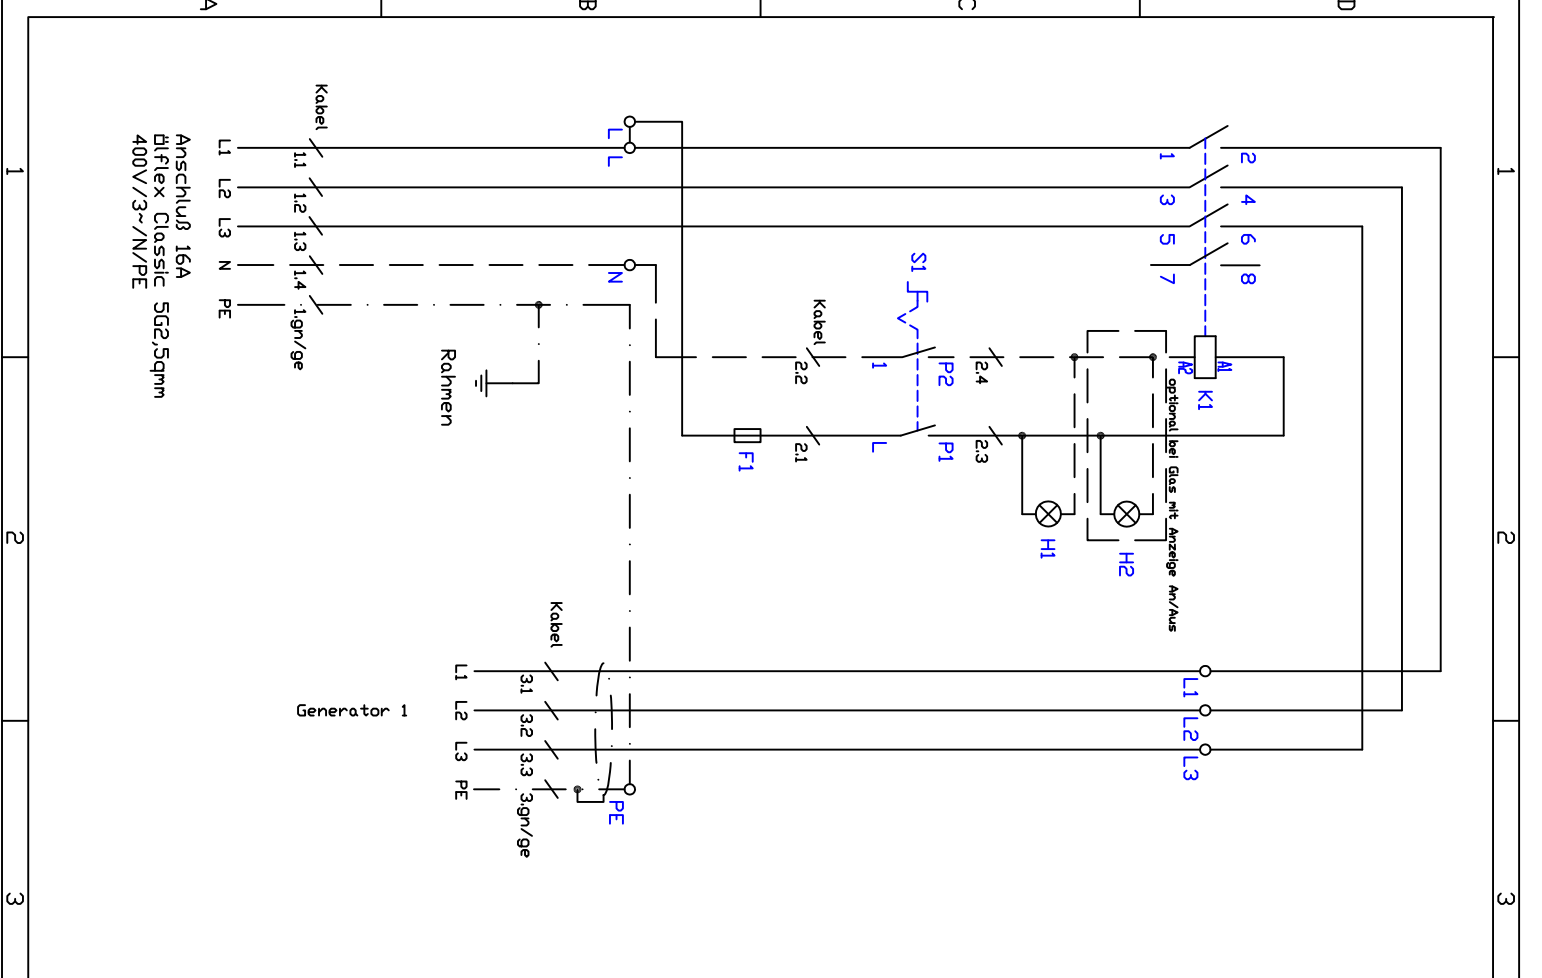 A
B
C
D
1
2
3
1
2
3
Anschluß 16A
ölflex Classic 5G2,5qmm
400V/3~/N/PE
L1
L2
L3
N
PE
Kabel
1.1
1.2
1.3
1.4
1.gn/ge
Rahmen
L
L
N
F1
Kabel
2.2
2.1
S1
1
L
P2
P1
2.4
2.3
H1
H2
optional bei Glas mit Anzeige An/Aus
1
2
3
4
5
6
7
8
A2
A1
K1
Generator 1
L1
L2
L3
PE
Kabel
3.1
3.2
3.3
3.gn/ge
PE
L1
L2
L3